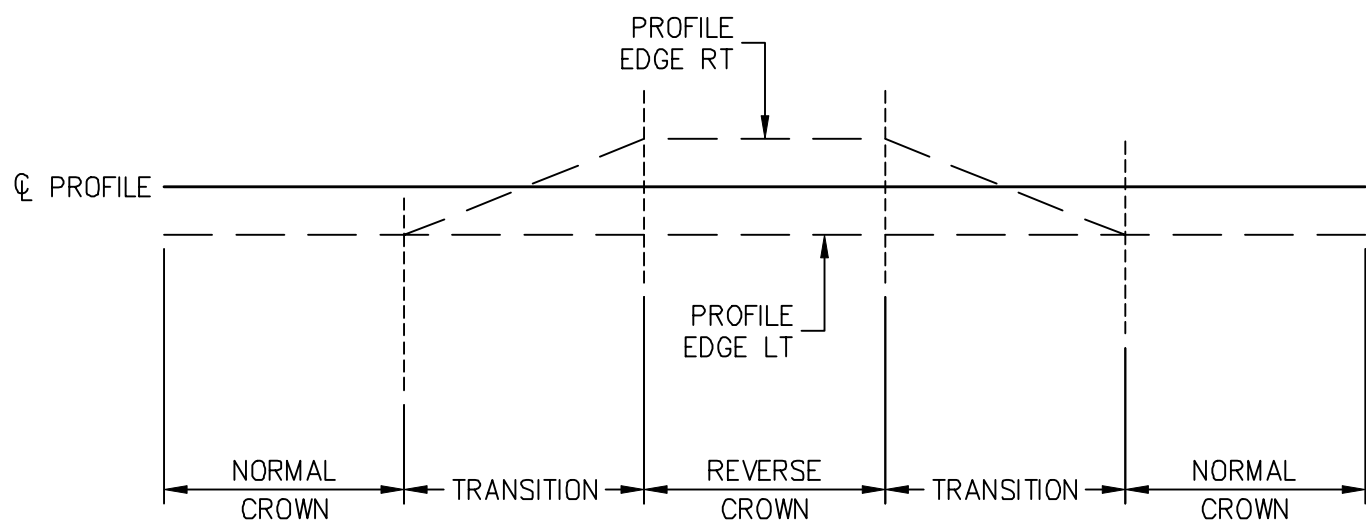 PROFILE
EDGE RT
℄ PROFILE
PROFILE
EDGE LT
NORMAL
CROWN
TRANSITION
REVERSE
CROWN
TRANSITION
NORMAL
CROWN